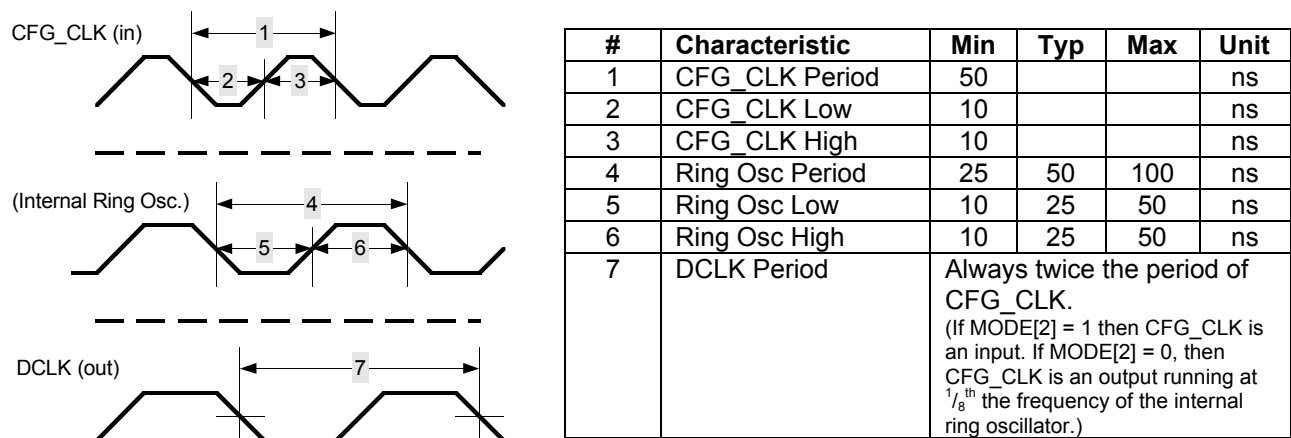 CFG_CLK (in)
1
2
3
(Internal Ring Osc.)
4
5
6
DCLK (out)
7
# Characteristic Min Typ Max Unit
1 CFG_CLK Period 50 ns
2 CFG_CLK Low 10 ns
3 CFG_CLK High 10 ns
4 Ring Osc Period 25 50 100 ns
5 Ring Osc Low 10 25 50 ns
6 Ring Osc High 10 25 50 ns
7 DCLK Period Always twice the period of
CFG_CLK.
(If MODE[2] = 1 then CFG_CLK is
an input. If MODE[2] = 0, then
CFG_CLK is an output running at
1/8th the frequency of the internal
ring oscillator.)